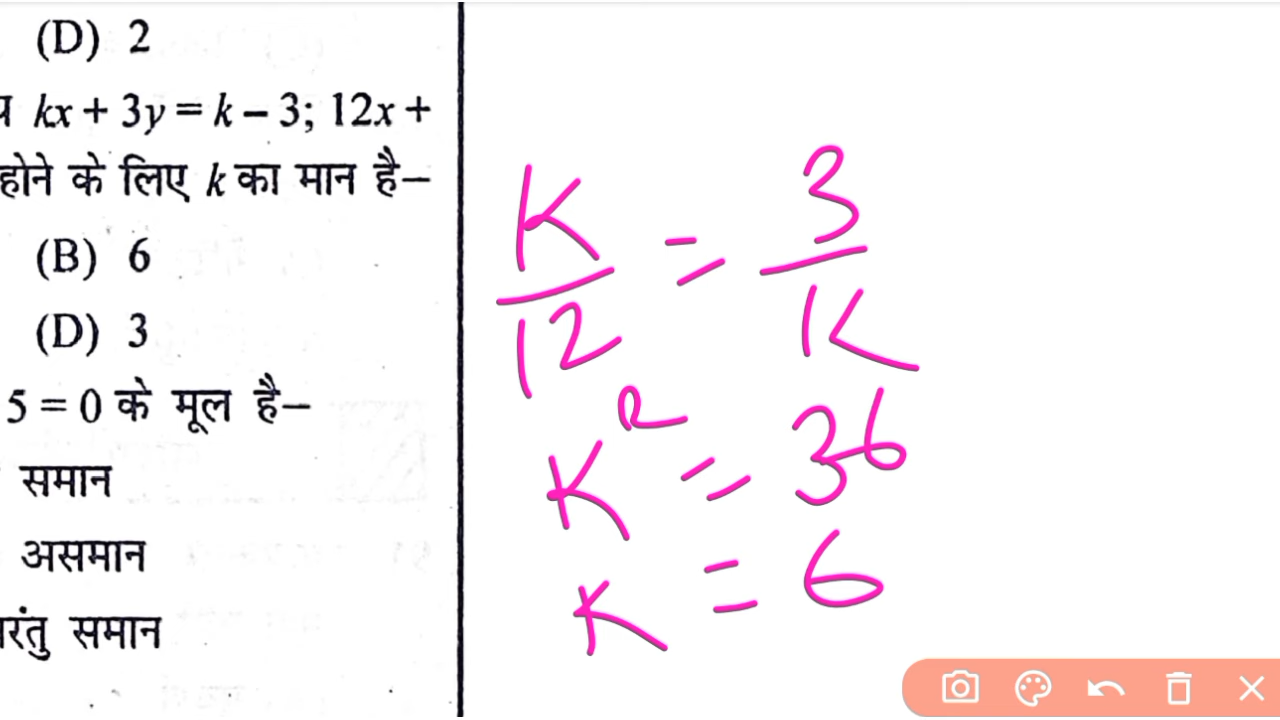 (D) 2
kx + 3y = k – 3; 12x +
होने के लिए k का मान है–
(B) 6
(D) 3
5 = 0 के मूल है–
समान
असमान
समान
K/12 = 3/K
K² = 36
K = 6